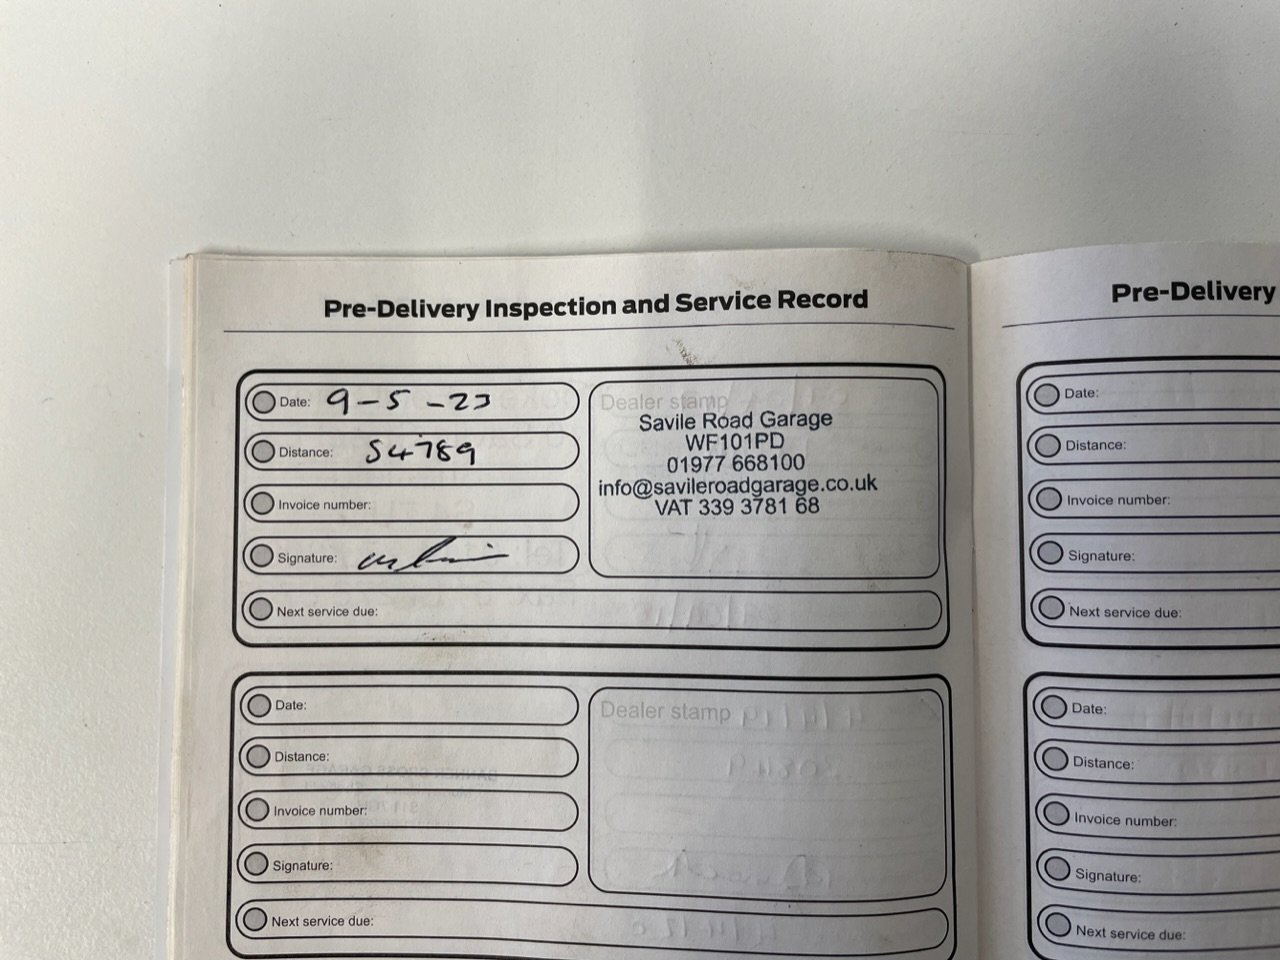 Pre-Delivery Inspection and Service Record
Date: 9-5-23
Distance: 54789
Invoice number:
Signature:
Next service due:
Dealer stamp
Savile Road Garage
WF101PD
01977 668100
info@savileroadgarage.co.uk
VAT 339 3781 68
Date:
Distance:
Invoice number:
Signature:
Next service due:
Dealer stamp
Pre-Delivery
Date:
Distance:
Invoice number:
Signature:
Next service due:
Date:
Distance:
Invoice number:
Signature:
Next service due: